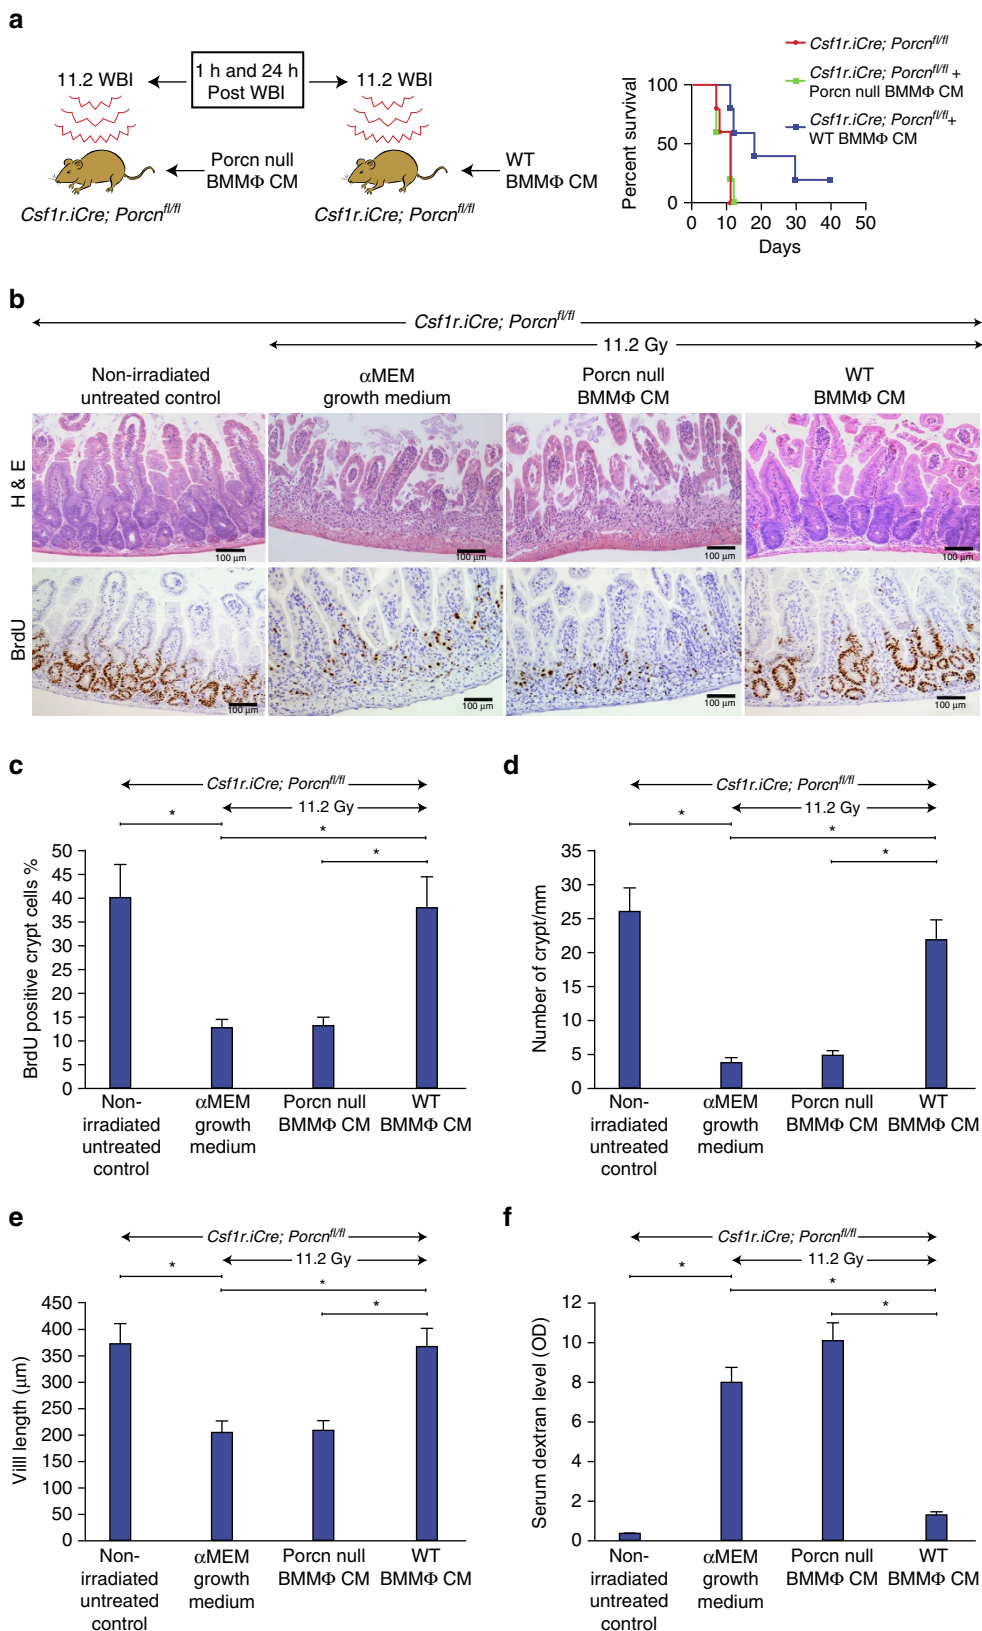 a
11.2 WBI
1 h and 24 h
Post WBI
11.2 WBI
Porcn null
BMMΦ CM
WT
BMMΦ CM
Csf1r.iCre; Porcnfl/fl
Csf1r.iCre; Porcnfl/fl
Csf1r.iCre; Porcnfl/fl
Csf1r.iCre; Porcnfl/fl +
Porcn null BMMΦ CM
Csf1r.iCre; Porcnfl/fl+
WT BMMΦ CM
Percent survival
100
50
0
0 10 20 30 40 50
Days
b
Csf1r.iCre; Porcnfl/fl
11.2 Gy
Non-irradiated
untreated control
αMEM
growth medium
Porcn null
BMMΦ CM
WT
BMMΦ CM
H & E
100 µm
100 µm
100 µm
100 µm
BrdU
100 µm
100 µm
100 µm
100 µm
c
Csf1r.iCre; Porcnfl/fl
11.2 Gy
*
*
*
BrdU positive crypt cells %
50
45
40
35
30
25
20
15
10
5
0
Non-
irradiated
untreated
control
αMEM
growth
medium
Porcn null
BMMΦ CM
WT
BMMΦ CM
d
Csf1r.iCre; Porcnfl/fl
11.2 Gy
*
*
*
Number of crypt/mm
35
30
25
20
15
10
5
0
Non-
irradiated
untreated
control
αMEM
growth
medium
Porcn null
BMMΦ CM
WT
BMMΦ CM
e
Csf1r.iCre; Porcnfl/fl
11.2 Gy
*
*
*
Villl length (µm)
450
400
350
300
250
200
150
100
50
0
Non-
irradiated
untreated
control
αMEM
growth
medium
Porcn null
BMMΦ CM
WT
BMMΦ CM
f
Csf1r.iCre; Porcnfl/fl
11.2 Gy
*
*
*
Serum dextran level (OD)
12
10
8
6
4
2
0
Non-
irradiated
untreated
control
αMEM
growth
medium
Porcn null
BMMΦ CM
WT
BMMΦ CM